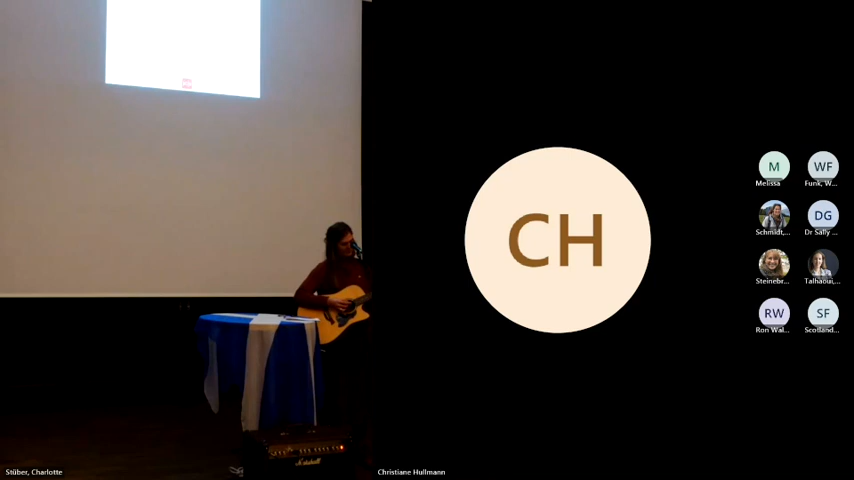 CH
M
WF
Melissa
Funk, W...
DG
Schmidt,...
Dr Sally ...
Steinebr...
Talhaoui,...
RW
SF
Ron Wal...
Scotland...
Stüber, Charlotte
Christiane Hullmann
Marshall